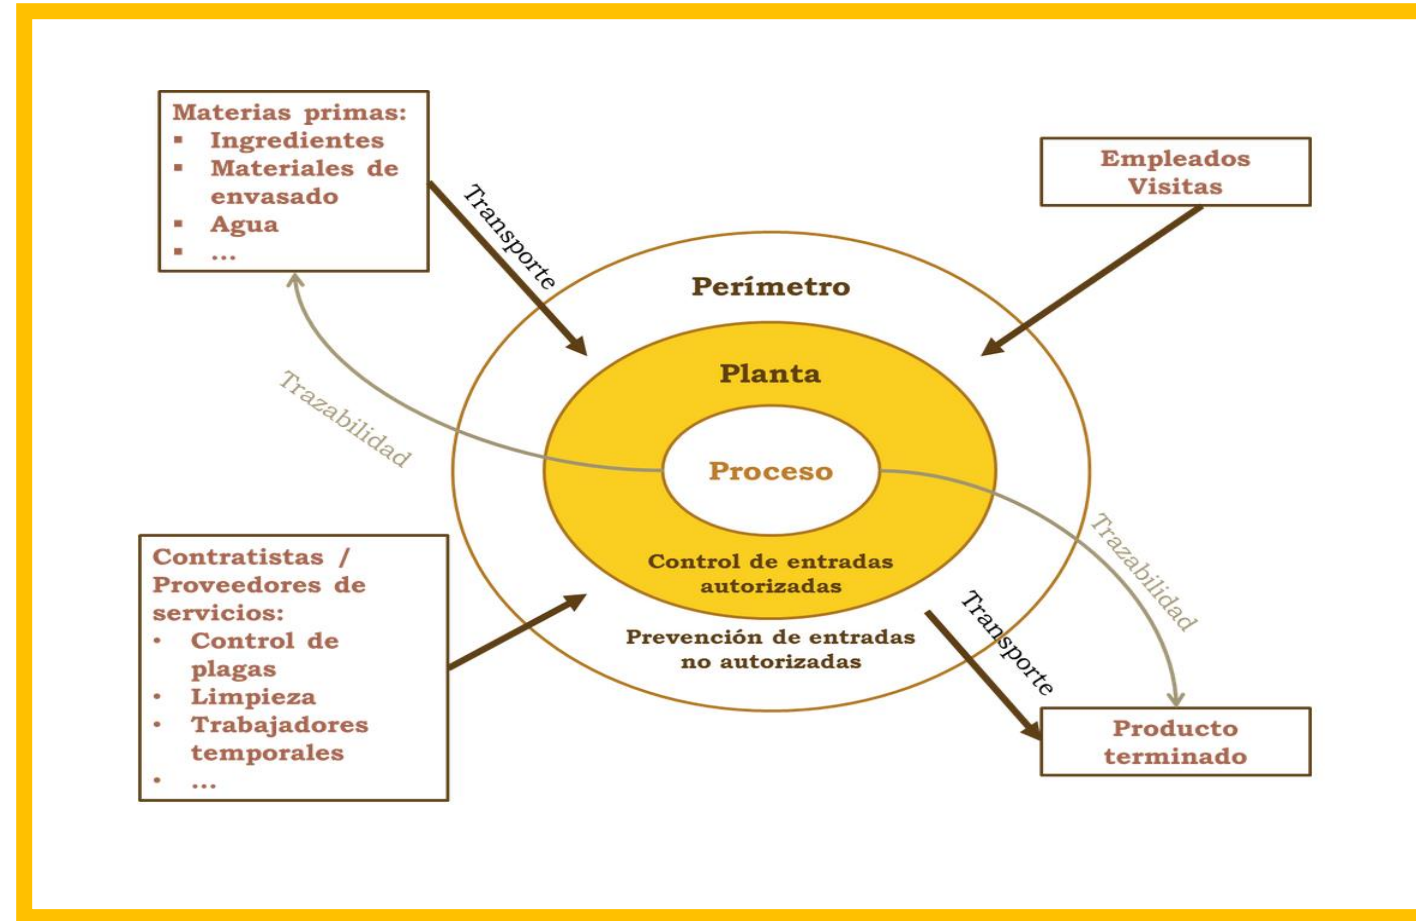 Materias primas:
▪ Ingredientes
▪ Materiales de
envasado
▪ Agua
▪ ...
Transporte
Empleados
Visitas
Perímetro
Planta
Proceso
Trazabilidad
Control de entradas
autorizadas
Prevención de entradas
no autorizadas
Contratistas /
Proveedores de
servicios:
• Control de
plagas
• Limpieza
• Trabajadores
temporales
• ...
Trazabilidad
Transporte
Producto
terminado